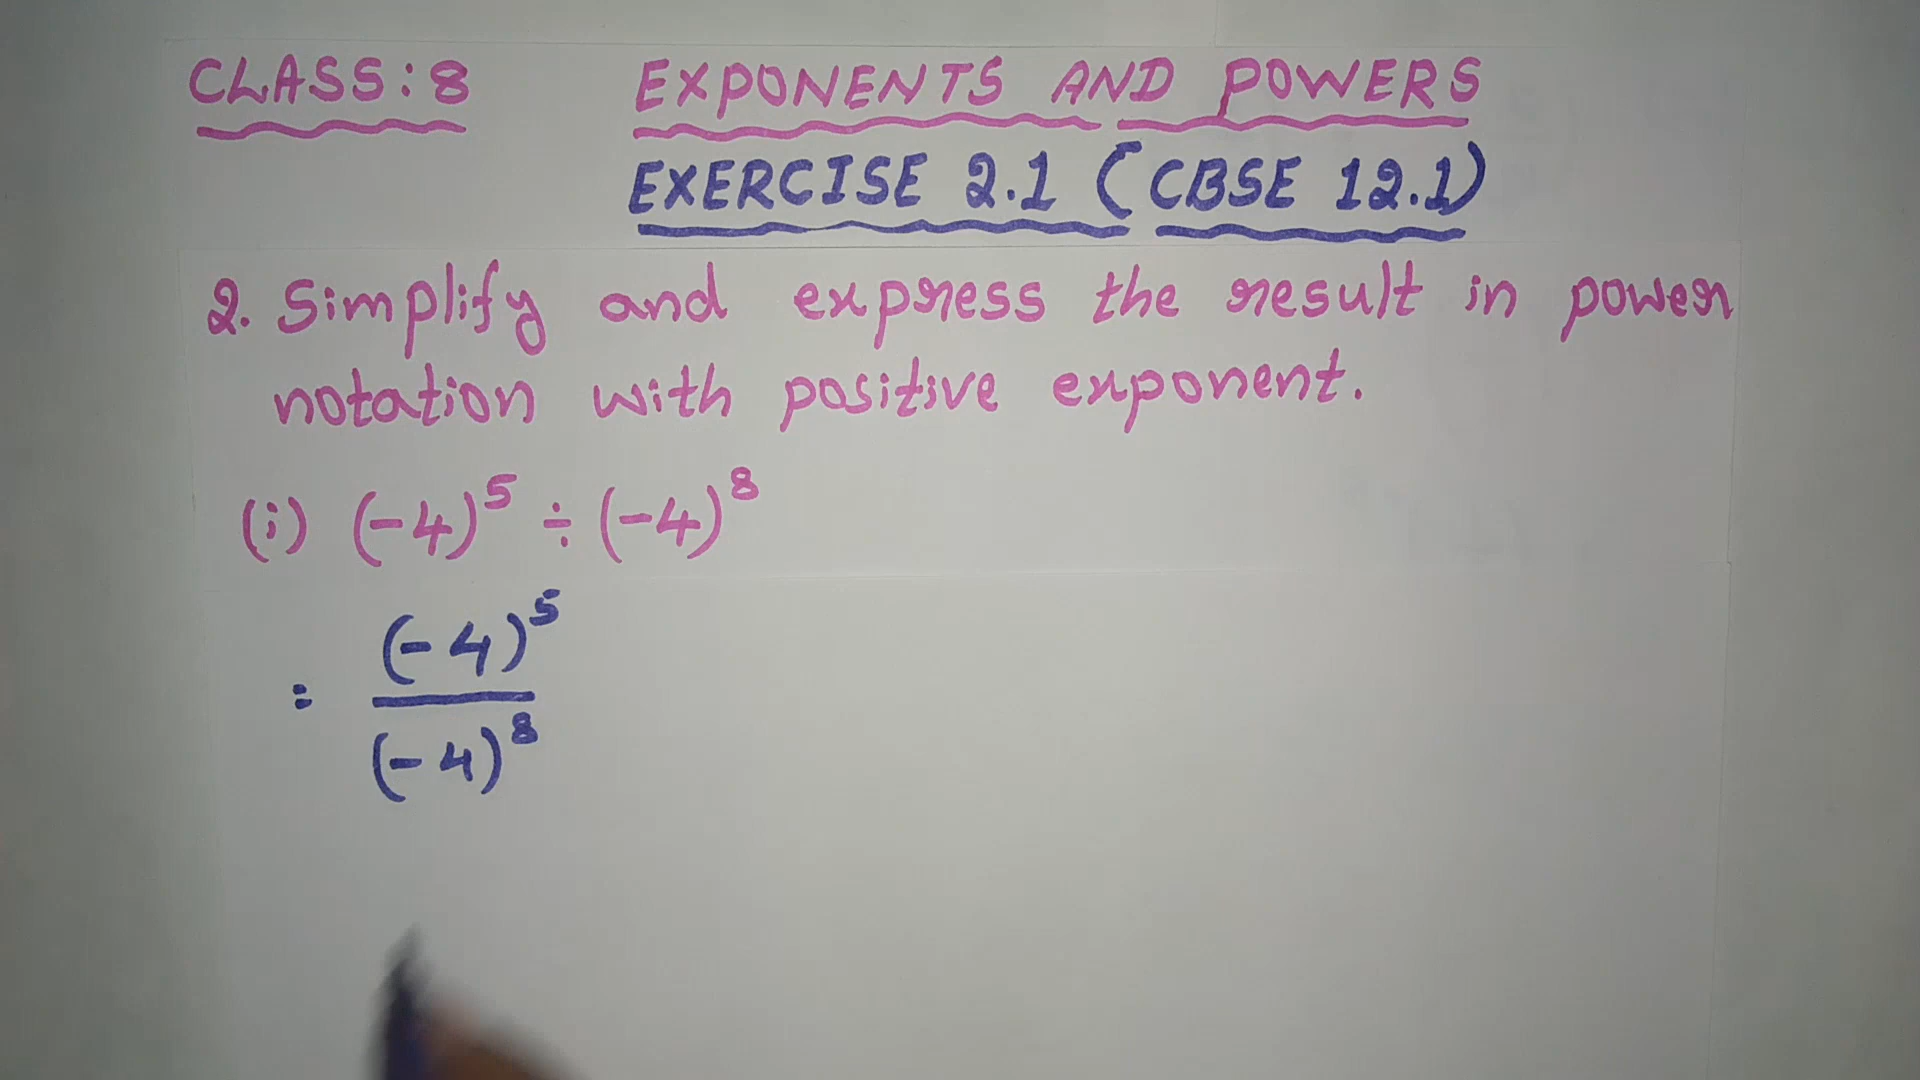 CLASS:8 EXPONENTS AND POWERS
EXERCISE 2.1 (CBSE 12.1)
2. Simplify and express the result in power
notation with positive exponent.
(i) (-4)^5 ÷ (-4)^8
= (-4)^5
(-4)^8